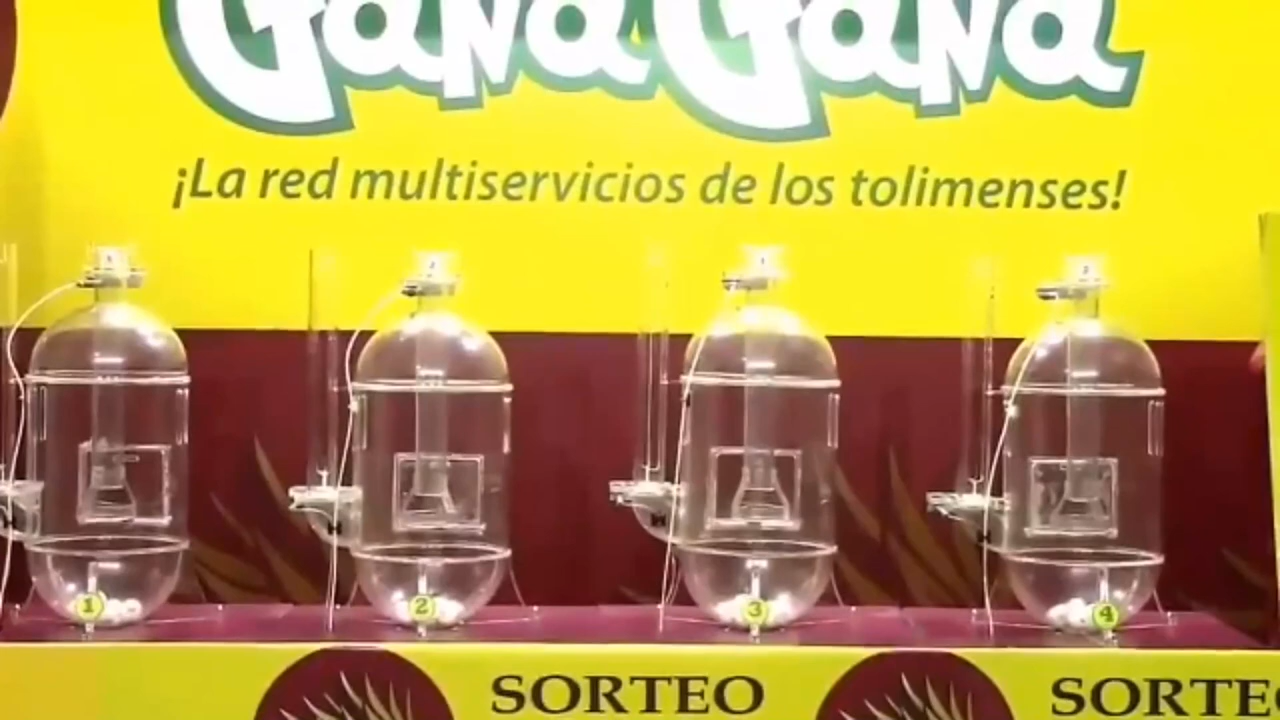 GaNa GaNa
¡La red multiservicios de los tolimenses!
1 2 3 4
SORTEO SORTEO